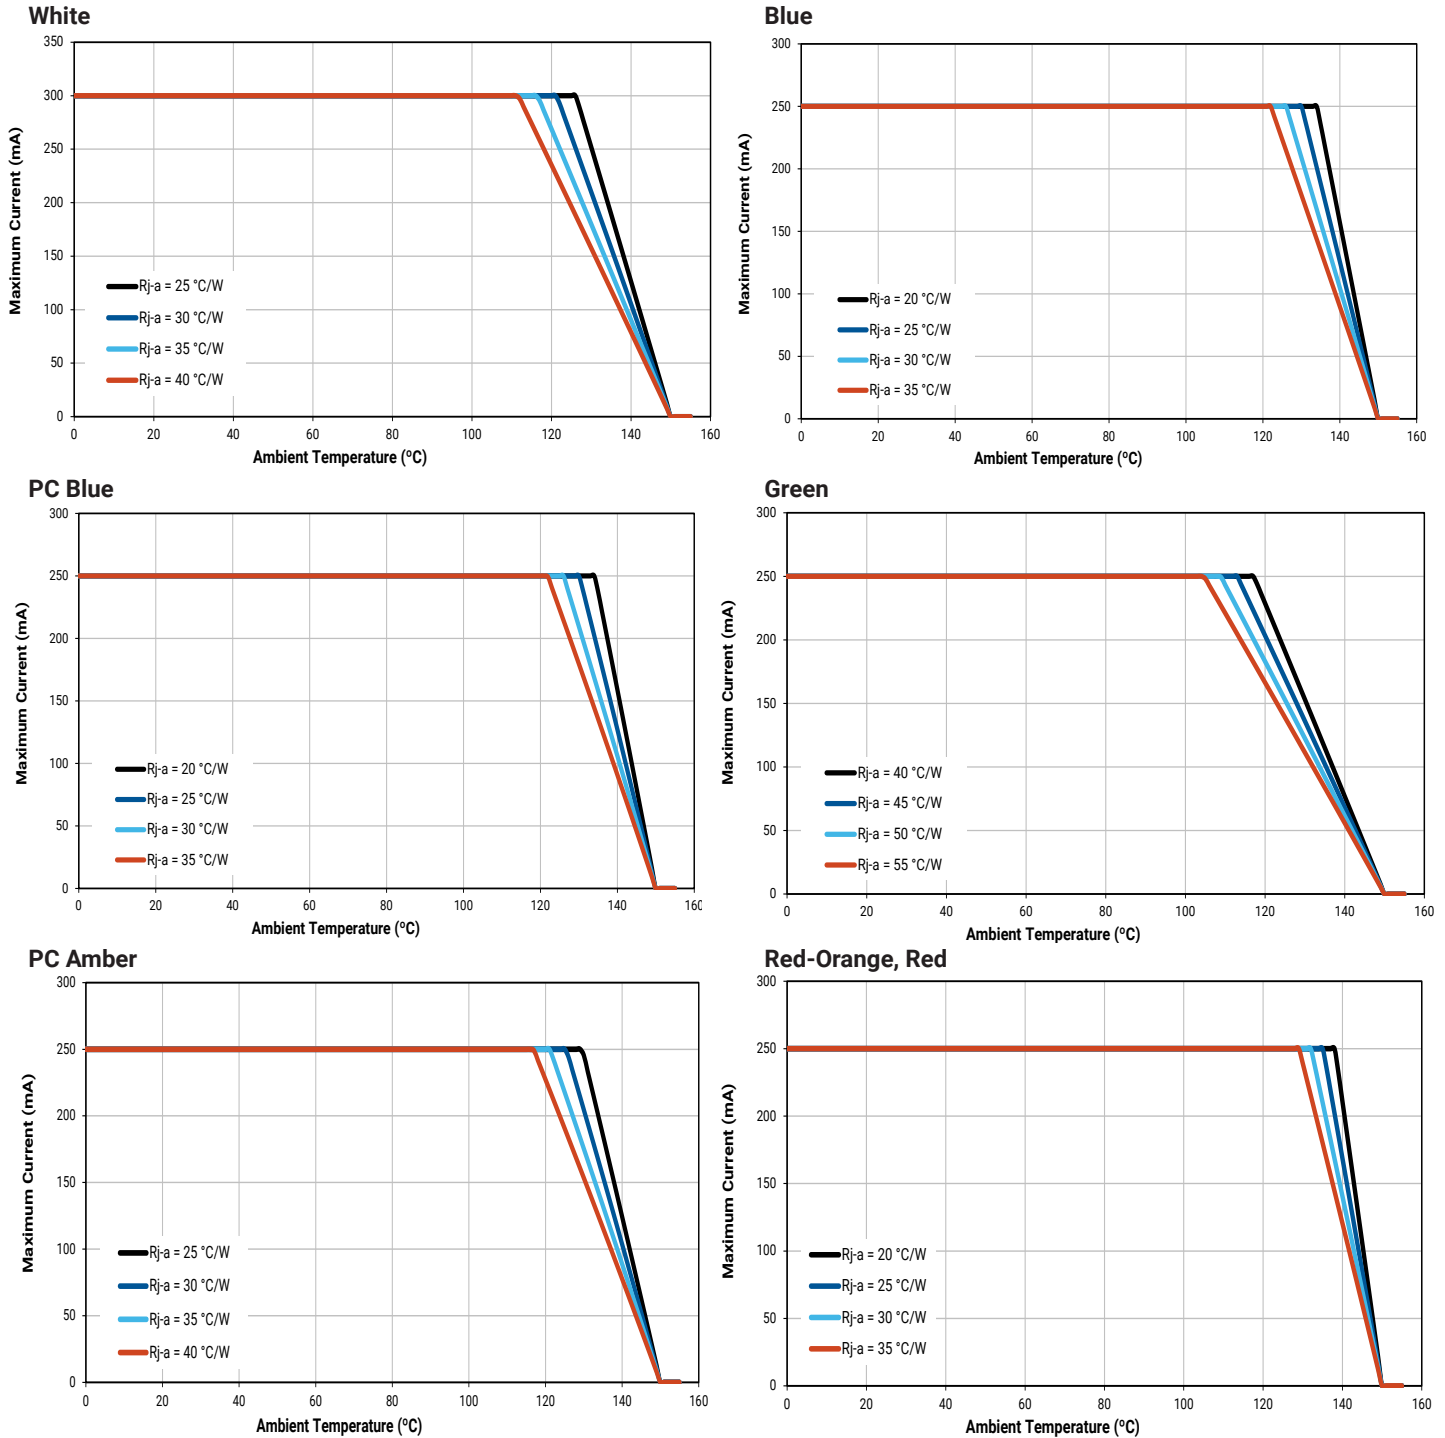 White
350
300
250
200
150
100
50
0
Maximum Current (mA)
Rj-a = 25 °C/W
Rj-a = 30 °C/W
Rj-a = 35 °C/W
Rj-a = 40 °C/W
0 20 40 60 80 100 120 140 160
Ambient Temperature (ºC)
Blue
300
250
200
150
100
50
0
Maximum Current (mA)
Rj-a = 20 °C/W
Rj-a = 25 °C/W
Rj-a = 30 °C/W
Rj-a = 35 °C/W
0 20 40 60 80 100 120 140 160
Ambient Temperature (ºC)
PC Blue
300
250
200
150
100
50
0
Maximum Current (mA)
Rj-a = 20 °C/W
Rj-a = 25 °C/W
Rj-a = 30 °C/W
Rj-a = 35 °C/W
0 20 40 60 80 100 120 140 160
Ambient Temperature (ºC)
Green
300
250
200
150
100
50
0
Maximum Current (mA)
Rj-a = 40 °C/W
Rj-a = 45 °C/W
Rj-a = 50 °C/W
Rj-a = 55 °C/W
0 20 40 60 80 100 120 140 160
Ambient Temperature (ºC)
PC Amber
300
250
200
150
100
50
0
Maximum Current (mA)
Rj-a = 25 °C/W
Rj-a = 30 °C/W
Rj-a = 35 °C/W
Rj-a = 40 °C/W
0 20 40 60 80 100 120 140 160
Ambient Temperature (ºC)
Red-Orange, Red
300
250
200
150
100
50
0
Maximum Current (mA)
Rj-a = 20 °C/W
Rj-a = 25 °C/W
Rj-a = 30 °C/W
Rj-a = 35 °C/W
0 20 40 60 80 100 120 140 160
Ambient Temperature (ºC)